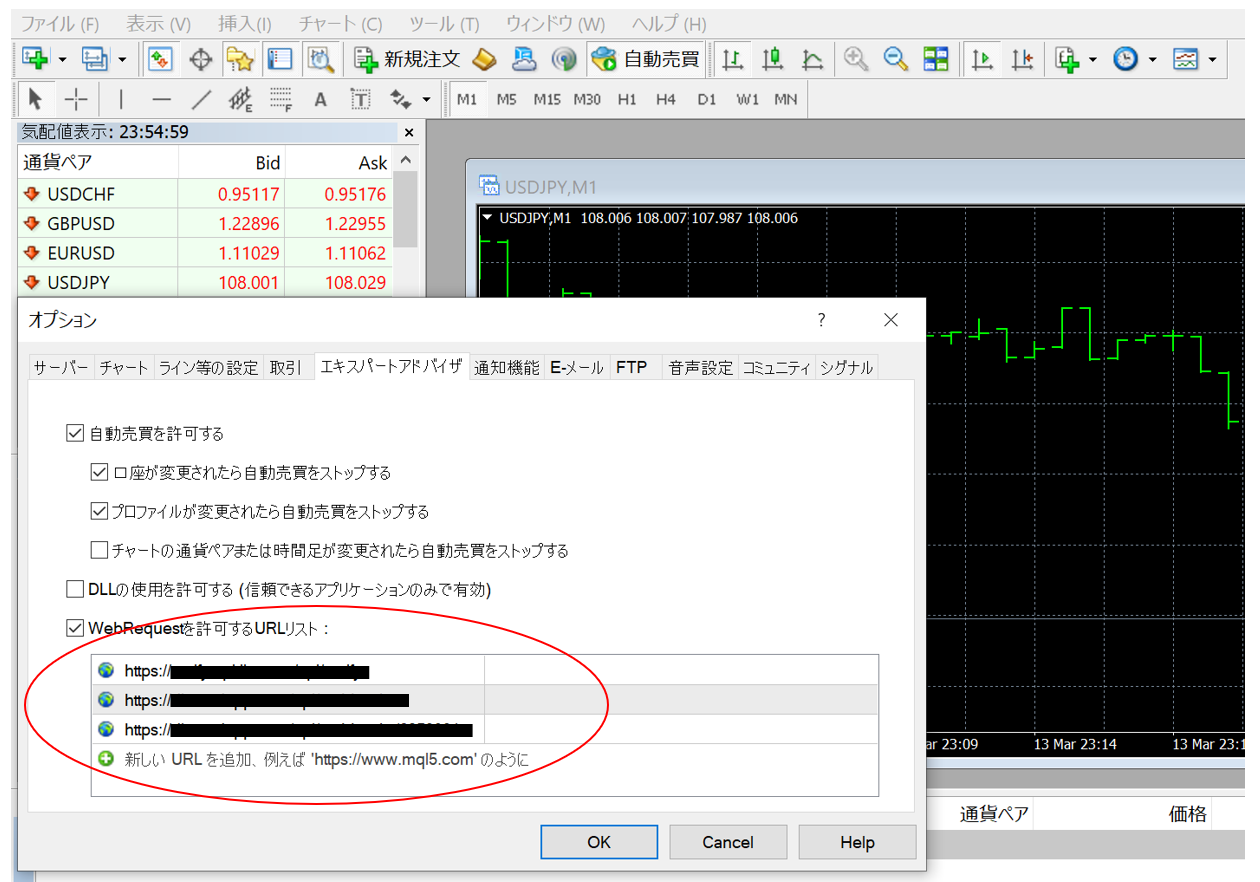 ファイル (F) 表示 (V) 挿入(I) チャート (C) ツール (T) ウィンドウ (W) ヘルプ (H)
新規注文 自動売買
A T E F
M1 M5 M15 M30 H1 H4 D1 W1 MN
気配値表示: 23:54:59
通貨ペア Bid Ask
USDCHF 0.95117 0.95176
GBPUSD 1.22896 1.22955
EURUSD 1.11029 1.11062
USDJPY 108.001 108.029
USDJPY,M1
USDJPY,M1 108.006 108.007 107.987 108.006
オプション ?
サーバー チャート ライン等の設定 取引 エキスパートアドバイザ 通知機能 E-メール FTP 音声設定 コミュニティ シグナル
自動売買を許可する
口座が変更されたら自動売買をストップする
プロファイルが変更されたら自動売買をストップする
チャートの通貨ペアまたは時間足が変更されたら自動売買をストップする
DLLの使用を許可する (信頼できるアプリケーションのみで有効)
WebRequestを許可するURLリスト :
https://
https://
https://
新しい URL を追加、例えば 'https://www.mql5.com' のように
OK Cancel Help
ar 23:09 13 Mar 23:14 13 Mar 23:1
通貨ペア 価格